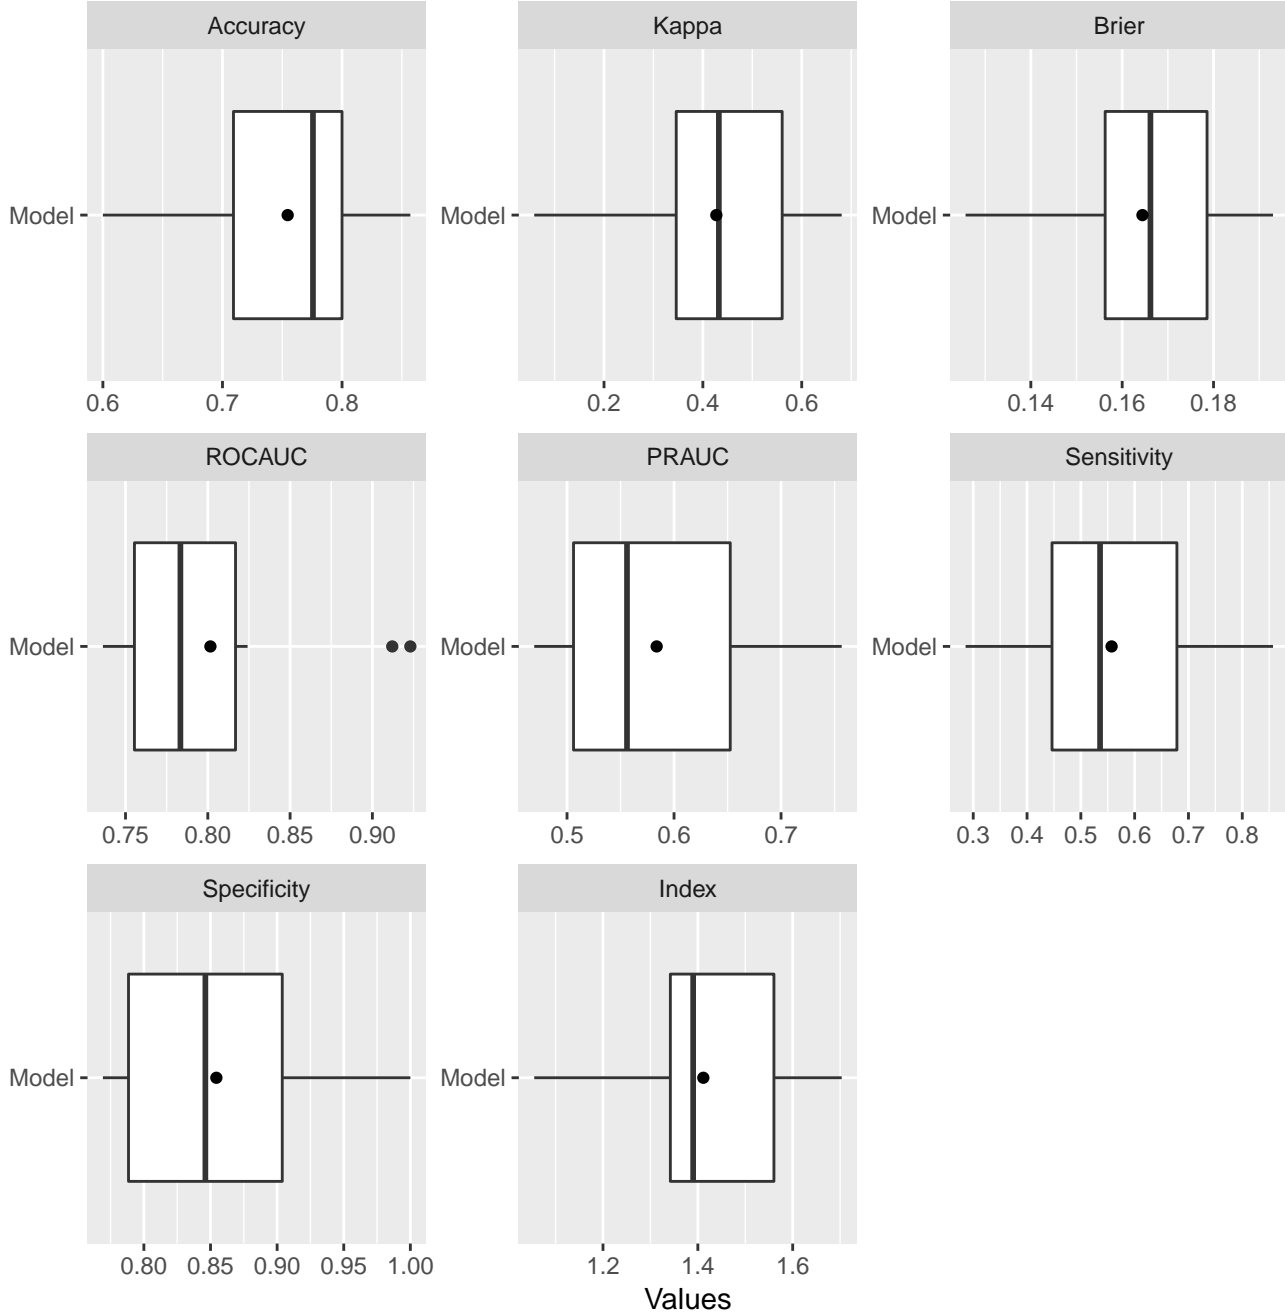 Accuracy
Kappa
Brier
Model
Model
Model
0.6 0.7 0.8
0.2 0.4 0.6
0.14 0.16 0.18
ROCAUC
PRAUC
Sensitivity
Model
Model
Model
0.75 0.80 0.85 0.90
0.5 0.6 0.7
0.3 0.4 0.5 0.6 0.7 0.8
Specificity
Index
Model
Model
0.80 0.85 0.90 0.95 1.00
1.2 1.4 1.6
Values